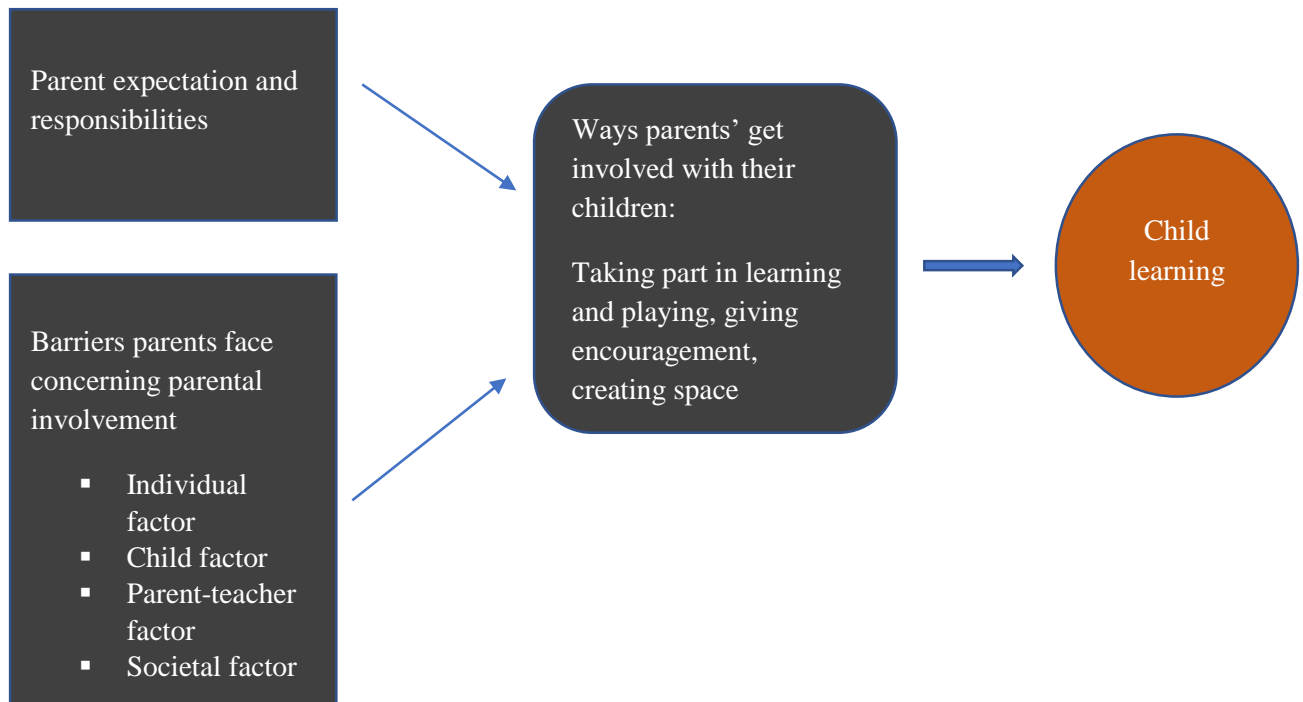 Parent expectation and
responsibilities
Barriers parents face
concerning parental
involvement
▪ Individual
factor
▪ Child factor
▪ Parent-teacher
factor
▪ Societal factor
Ways parents’ get
involved with their
children:
Taking part in learning
and playing, giving
encouragement,
creating space
Child
learning